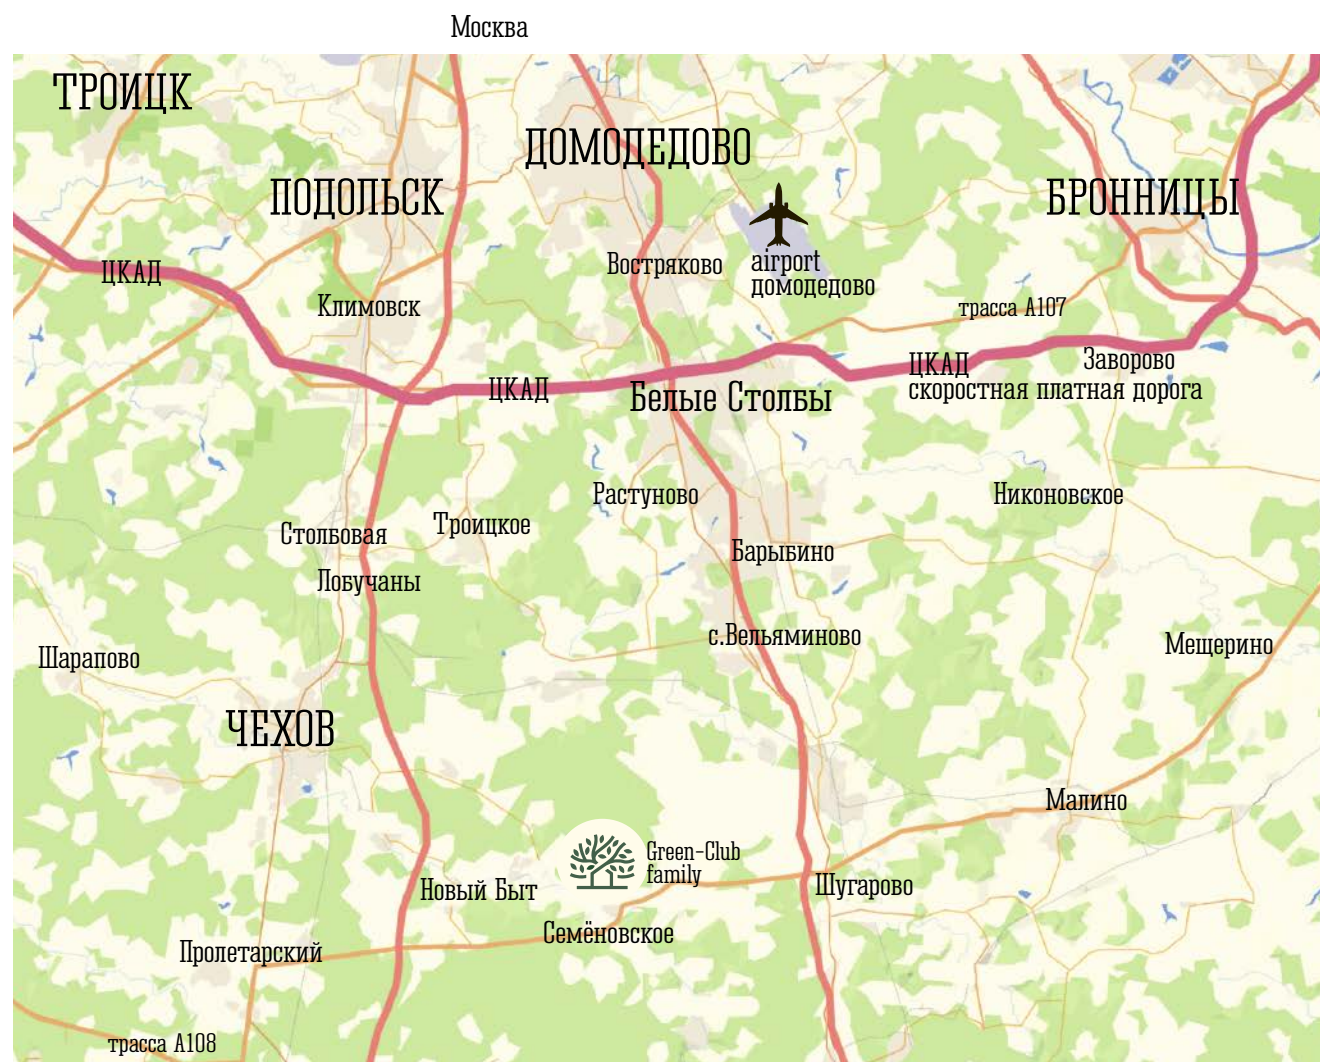 Москва
ТРОИЦК
ДОМОДЕДОВО
ПОДОЛЬСК
БРОННИЦЫ
Востряково
airport
домодедово
ЦКАД
Климовск
трасса А107
ЦКАД
Заворово
скоростная платная дорога
ЦКАД
Белые Столбы
Растуново
Никоновское
Троицкое
Столбовая
Барыбино
Лобучаны
с.Вельяминово
Мещерино
Шарапово
ЧЕХОВ
Малино
Green-Club
family
Новый Быт
Шугарово
Семёновское
Пролетарский
трасса А108